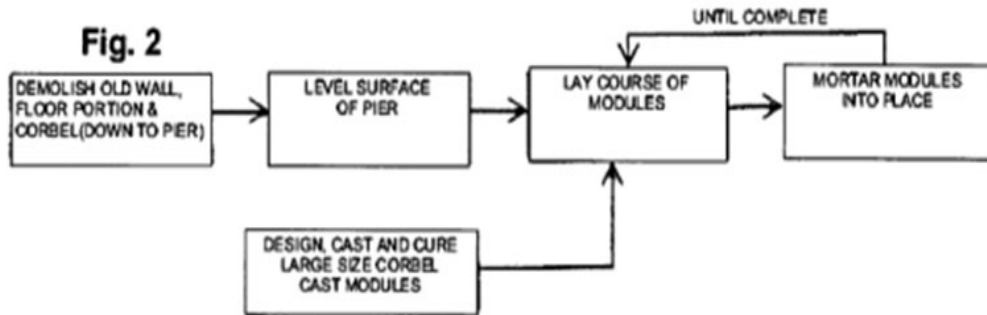 UNTIL COMPLETE
Fig. 2
DEMOLISH OLD WALL,
FLOOR PORTION &
CORBEL(DOWN TO PIER)
LEVEL SURFACE
OF PIER
LAY COURSE OF
MODULES
MORTAR MODULES
INTO PLACE
DESIGN, CAST AND CURE
LARGE SIZE CORBEL
CAST MODULES